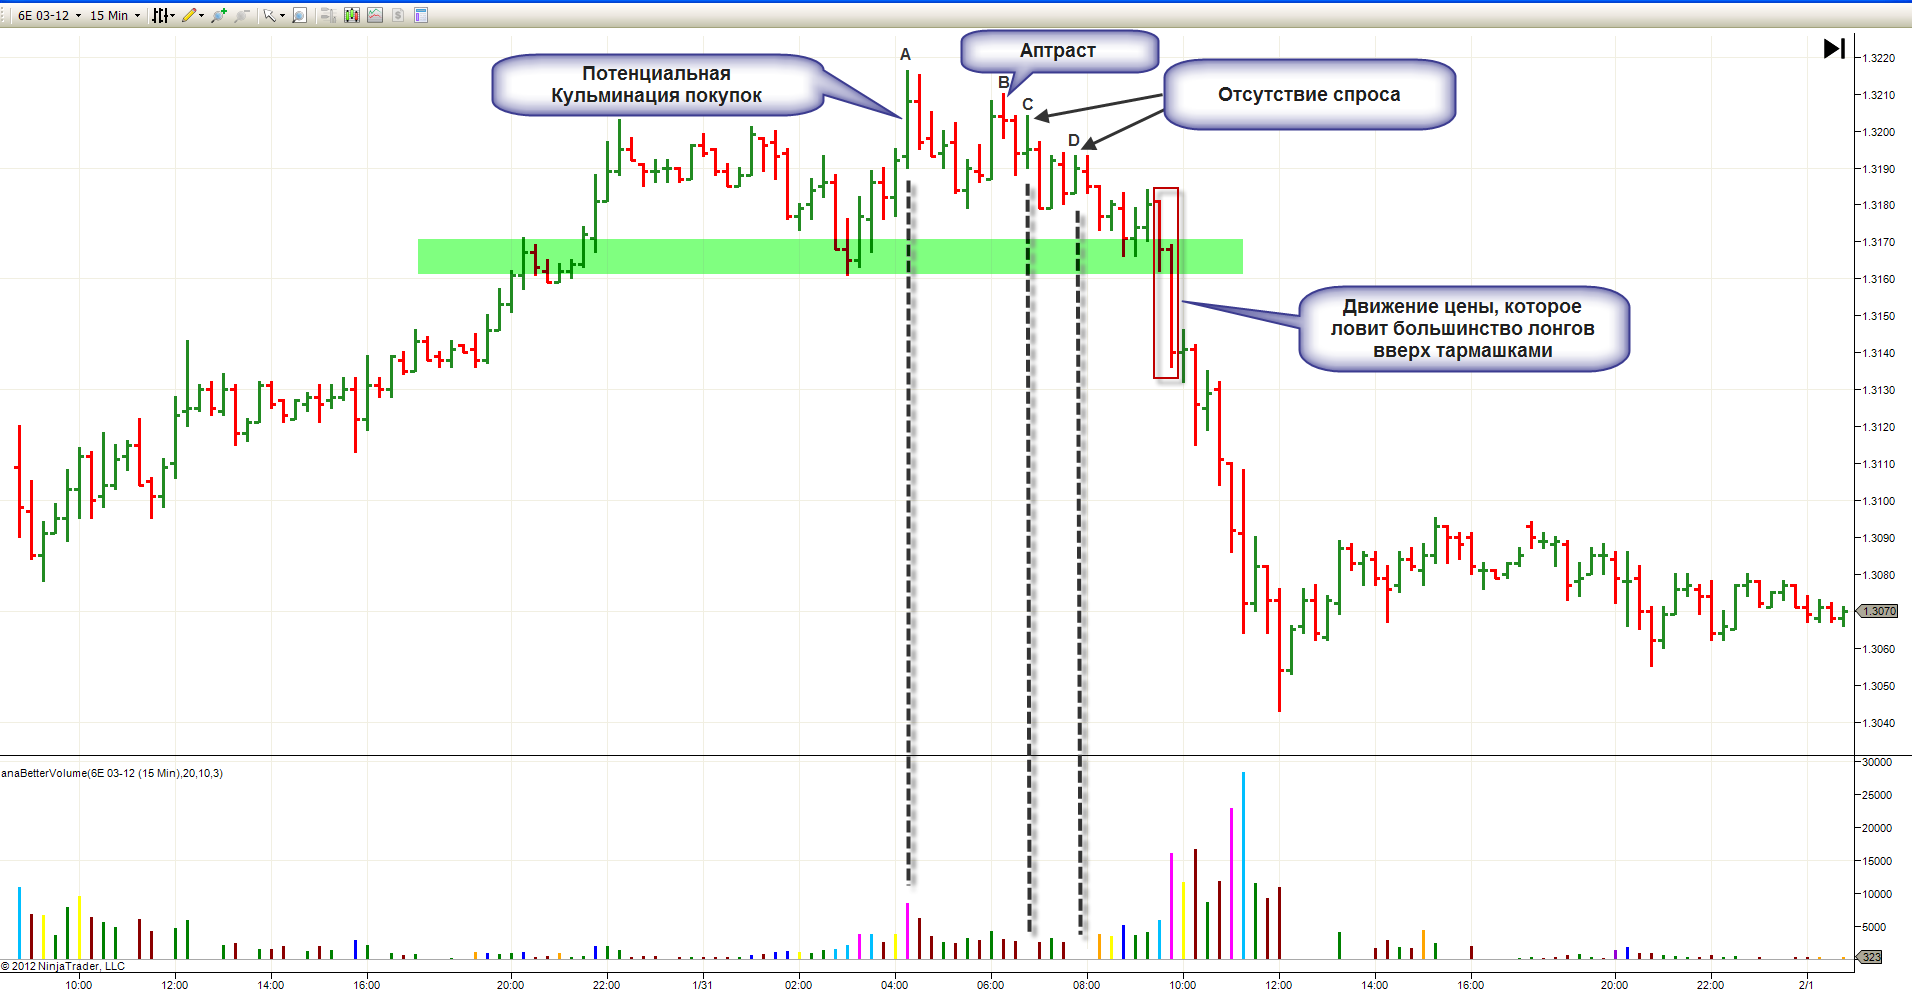 6E 03-12 15 Min
A
Аптраст
Потенциальная
Кульминация покупок
B
C
Отсутствие спроса
D
Движение цены, которое
ловит большинство лонгов
вверх тармашками
1.3220
1.3210
1.3200
1.3190
1.3180
1.3170
1.3160
1.3150
1.3140
1.3130
1.3120
1.3110
1.3100
1.3090
1.3080
1.3070
1.3060
1.3050
1.3040
anaBetterVolume(6E 03-12 (15 Min),20,10,3)
30000
25000
20000
15000
10000
5000
323
© 2012 NinjaTrader, LLC
10:00 12:00 14:00 16:00 20:00 22:00 1/31 02:00 04:00 06:00 08:00 10:00 12:00 14:00 16:00 20:00 22:00 2/1